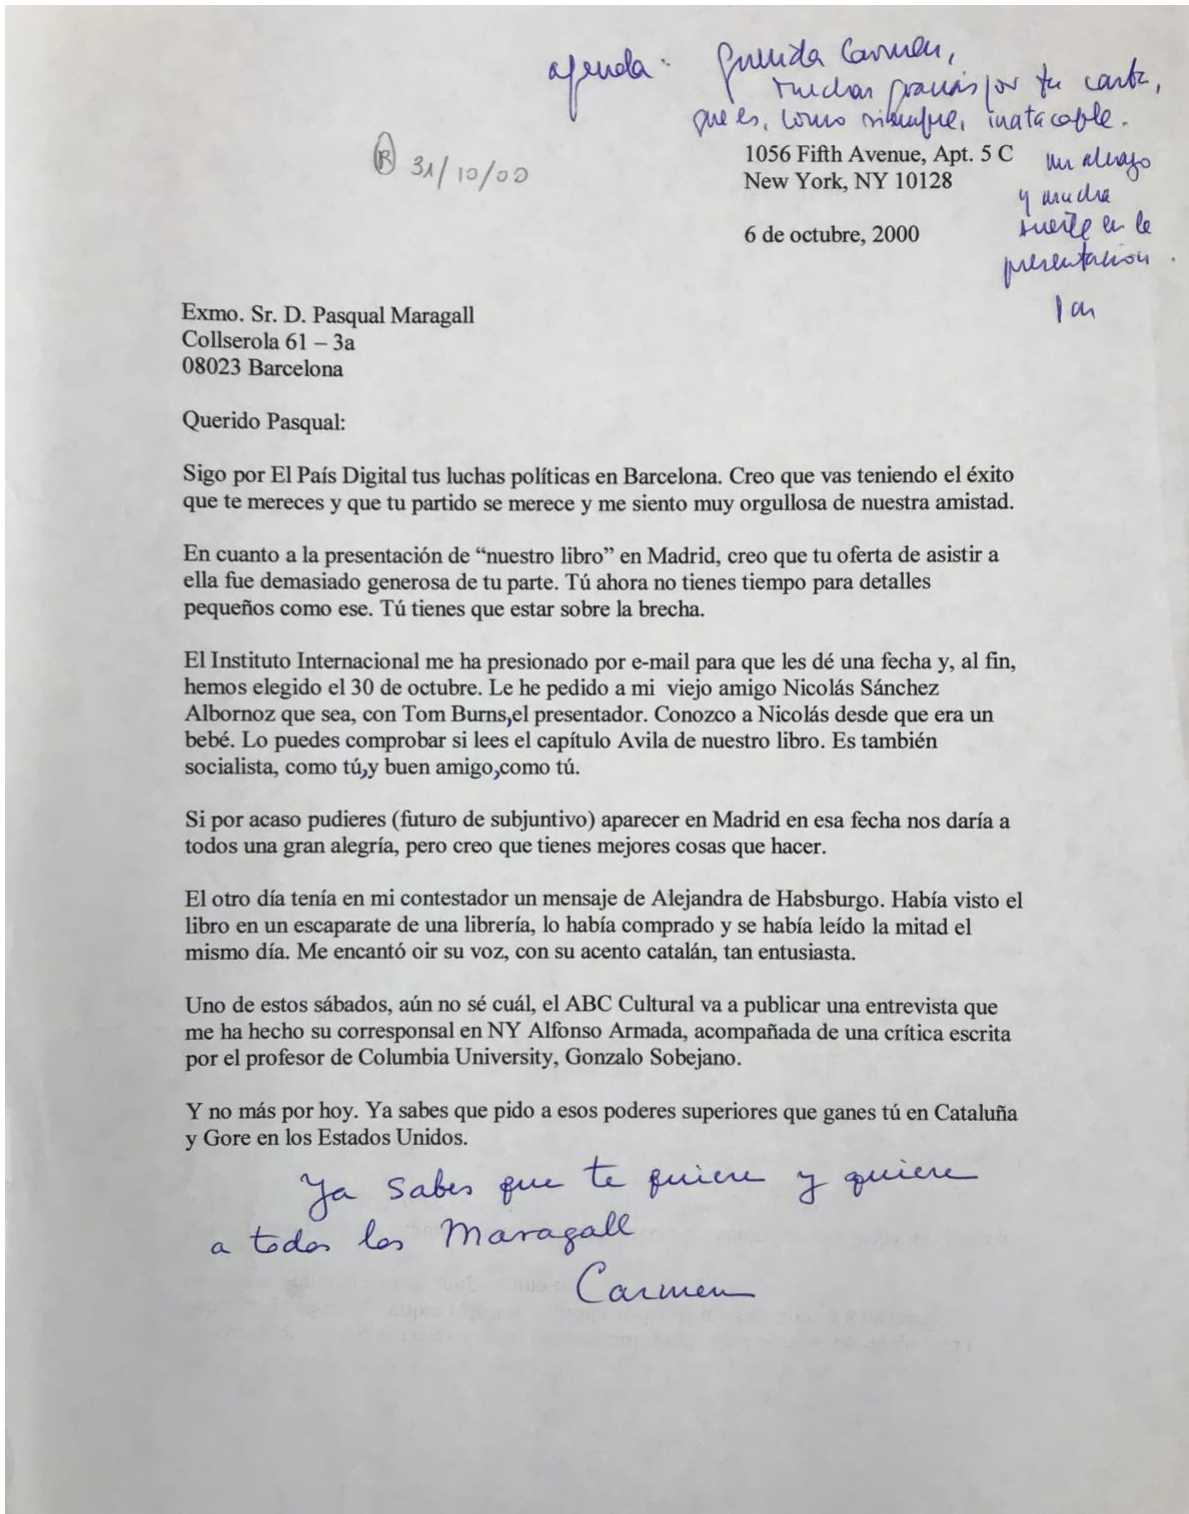 agenda: Querida Carmen,
muchas gracias por tu carta,
que es, como siempre, inatacable.
Un abrazo
y mucha
suerte en la
presentación.
R 31/10/00
1056 Fifth Avenue, Apt. 5 C
New York, NY 10128
6 de octubre, 2000
Exmo. Sr. D. Pasqual Maragall
Collserola 61 – 3a
08023 Barcelona
Querido Pasqual:
Sigo por El País Digital tus luchas políticas en Barcelona. Creo que vas teniendo el éxito
que te mereces y que tu partido se merece y me siento muy orgullosa de nuestra amistad.
En cuanto a la presentación de “nuestro libro” en Madrid, creo que tu oferta de asistir a
ella fue demasiado generosa de tu parte. Tú ahora no tienes tiempo para detalles
pequeños como ese. Tú tienes que estar sobre la brecha.
El Instituto Internacional me ha presionado por e-mail para que les dé una fecha y, al fin,
hemos elegido el 30 de octubre. Le he pedido a mi viejo amigo Nicolás Sánchez
Albornoz que sea, con Tom Burns,el presentador. Conozco a Nicolás desde que era un
bebé. Lo puedes comprobar si lees el capítulo Avila de nuestro libro. Es también
socialista, como tú,y buen amigo,como tú.
Si por acaso pudieres (futuro de subjuntivo) aparecer en Madrid en esa fecha nos daría a
todos una gran alegría, pero creo que tienes mejores cosas que hacer.
El otro día tenía en mi contestador un mensaje de Alejandra de Habsburgo. Había visto el
libro en un escaparate de una librería, lo había comprado y se había leído la mitad el
mismo día. Me encantó oir su voz, con su acento catalán, tan entusiasta.
Uno de estos sábados, aún no sé cuál, el ABC Cultural va a publicar una entrevista que
me ha hecho su corresponsal en NY Alfonso Armada, acompañada de una crítica escrita
por el profesor de Columbia University, Gonzalo Sobejano.
Y no más por hoy. Ya sabes que pido a esos poderes superiores que ganes tú en Cataluña
y Gore en los Estados Unidos.
Ya sabes que te quiere y quiere
a todos los Maragall
Carmen